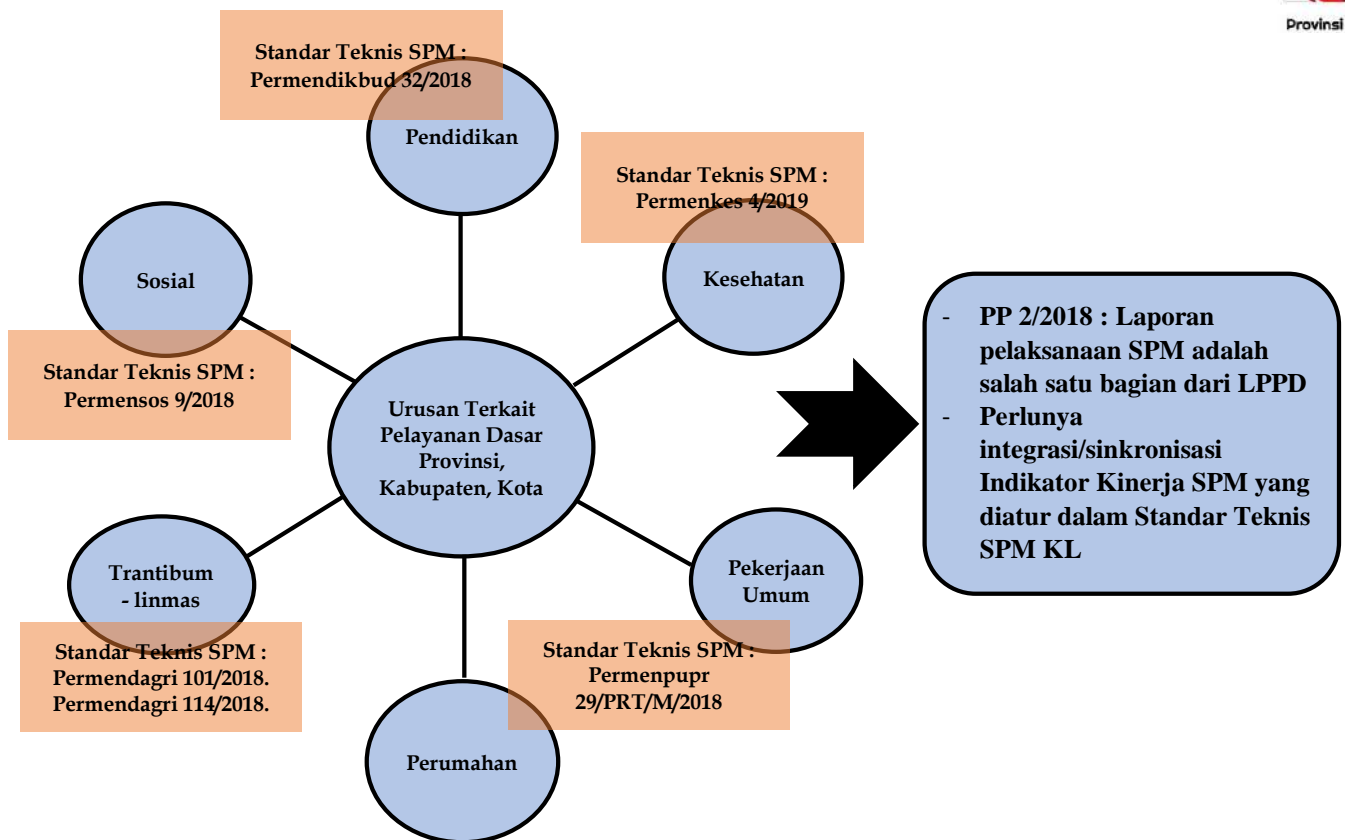 Provinsi
Standar Teknis SPM :
Permendikbud 32/2018
Pendidikan
Standar Teknis SPM :
Permenkes 4/2019
Kesehatan
Sosial
Standar Teknis SPM :
Permensos 9/2018
Urusan Terkait
Pelayanan Dasar
Provinsi,
Kabupaten, Kota
- PP 2/2018 : Laporan
pelaksanaan SPM adalah
salah satu bagian dari LPPD
- Perlunya
integrasi/sinkronisasi
Indikator Kinerja SPM yang
diatur dalam Standar Teknis
SPM KL
Trantibum
- linmas
Standar Teknis SPM :
Permendagri 101/2018.
Permendagri 114/2018.
Pekerjaan
Umum
Standar Teknis SPM :
Permenpupr
29/PRT/M/2018
Perumahan